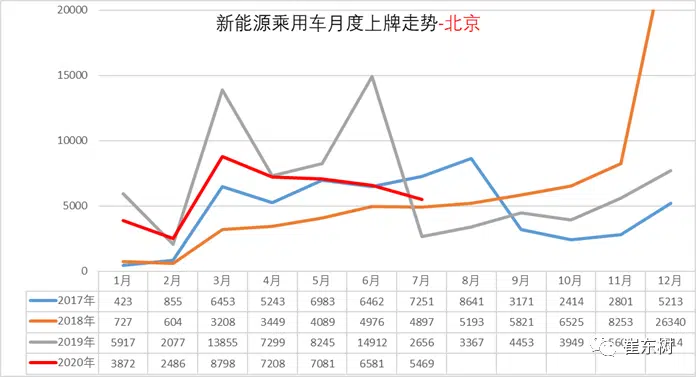 新能源乘用车月度上牌走势-北京
20000
15000
10000
5000
0
1月 2月 3月 4月 5月 6月 7月 8月 9月 10月 11月 12月
2017年 423 855 6453 5243 6983 6462 7251 8641 3171 2414 2801 5213
2018年 727 604 3208 3449 4089 4976 4897 5193 5821 6525 8253 26340
2019年 5917 2077 13855 7299 8245 14912 2656 3367 4453 3949
2020年 3872 2486 8798 7208 7081 6581 5469
崔东树